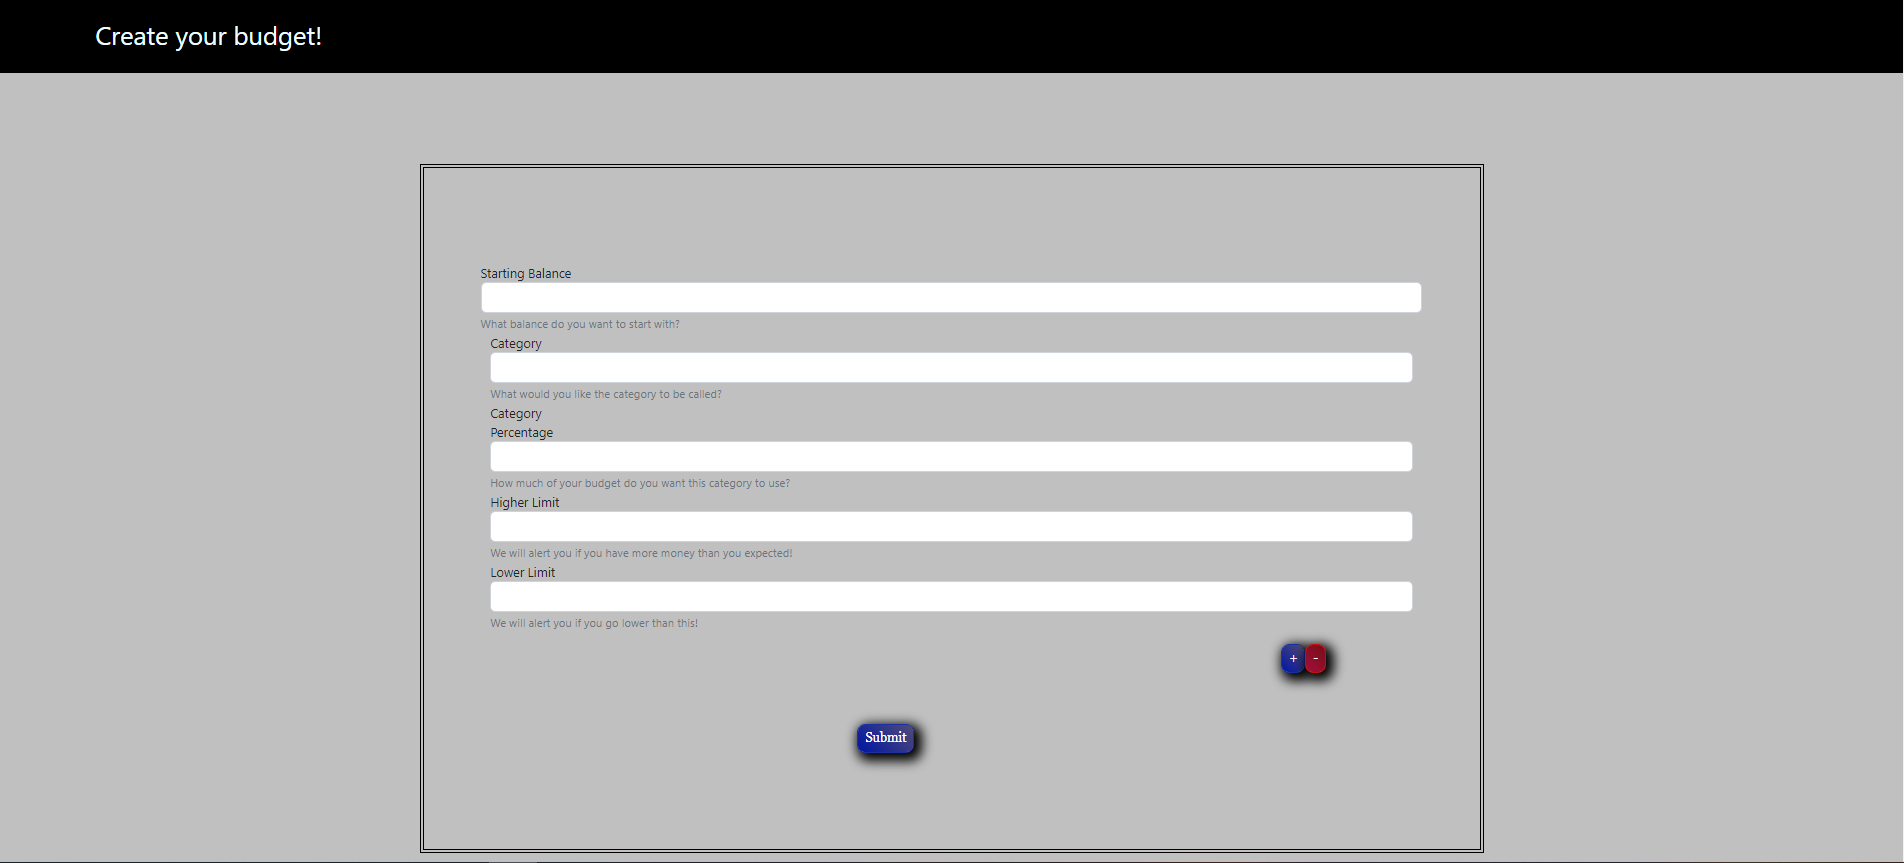 Create your budget!
Starting Balance
What balance do you want to start with?
Category
What would you like the category to be called?
Category
Percentage
How much of your budget do you want this category to use?
Higher Limit
We will alert you if you have more money than you expected!
Lower Limit
We will alert you if you go lower than this!
+ -
Submit